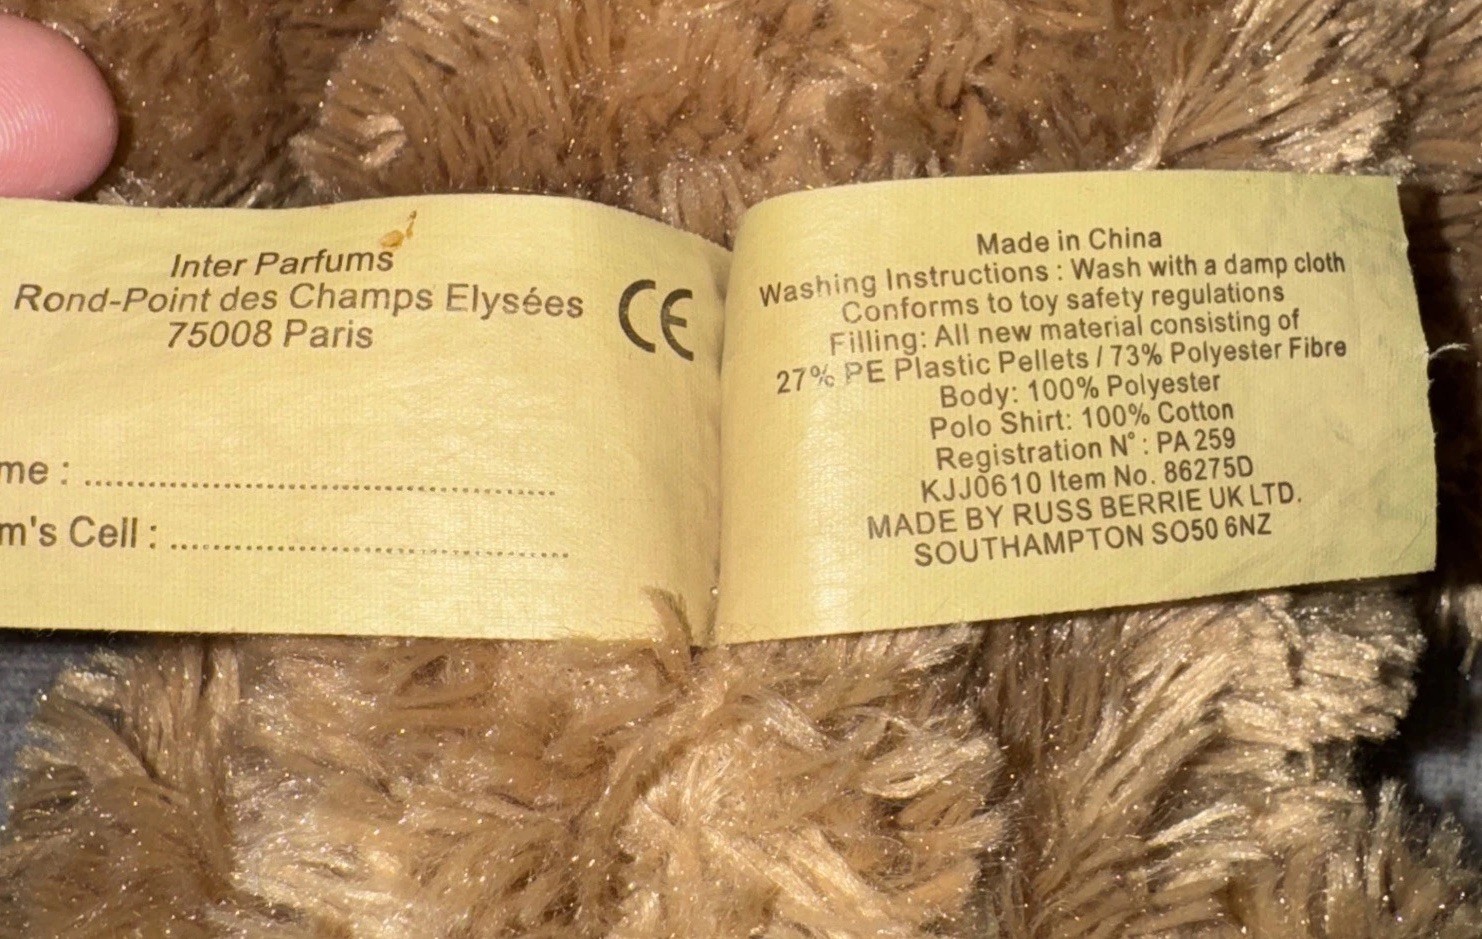 Inter Parfums
Rond-Point des Champs Elysées
75008 Paris
CE
me : ................................................
m's Cell : ........................................
Made in China
Washing Instructions : Wash with a damp cloth
Conforms to toy safety regulations
Filling: All new material consisting of
27% PE Plastic Pellets / 73% Polyester Fibre
Body: 100% Polyester
Polo Shirt: 100% Cotton
Registration N° : PA 259
KJJ0610 Item No. 86275D
MADE BY RUSS BERRIE UK LTD.
SOUTHAMPTON SO50 6NZ